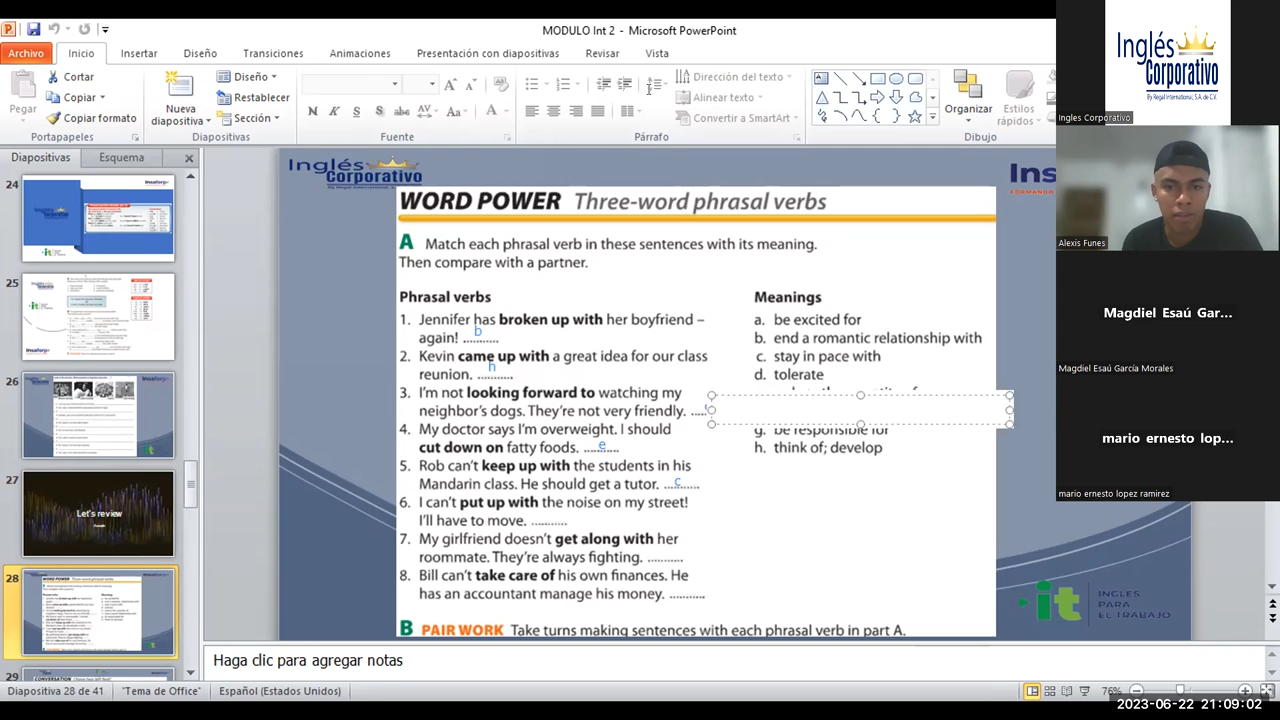 MODULO Int 2 - Microsoft PowerPoint
Archivo Inicio Insertar Diseño Transiciones Animaciones Presentación con diapositivas Revisar Vista
Cortar
Copiar
Copiar formato
Pegar
Portapapeles
Nueva diapositiva
Diseño
Restablecer
Sección
Diapositivas
Fuente
Dirección del texto
Alinear texto
Convertir a SmartArt
Párrafo
Organizar
Estilos rápidos
Dibujo
Diapositivas Esquema
24
25
26
27
Let's review
28
29
Inglés Corporativo
By Regal International, S.A. de C.V.
WORD POWER Three-word phrasal verbs
A Match each phrasal verb in these sentences with its meaning.
Then compare with a partner.
Phrasal verbs
1. Jennifer has broken up with her boyfriend –
again! b
2. Kevin came up with a great idea for our class
reunion. h
3. I'm not looking forward to watching my
neighbor's dogs. They're not very friendly.
4. My doctor says I'm overweight. I should
cut down on fatty foods. e
5. Rob can't keep up with the students in his
Mandarin class. He should get a tutor. c
6. I can't put up with the noise on my street!
I'll have to move.
7. My girlfriend doesn't get along with her
roommate. They're always fighting.
8. Bill can't take care of his own finances. He
has an accountant manage his money.
Meanings
a. be excited for
b. end a romantic relationship with
c. stay in pace with
d. tolerate
g. be responsible for
h. think of; develop
B PAIR WORK Take turns making sentences with each phrasal verb in part A.
it INGLÉS
PARA
EL TRABAJO
Inglés
Corporativo
By Regal International, S.A. de C.V.
Ingles Corporativo
Alexis Funes
Magdiel Esaú Gar...
Magdiel Esaú García Morales
mario ernesto lop...
mario ernesto lopez ramirez
Haga clic para agregar notas
Diapositiva 28 de 41 "Tema de Office" Español (Estados Unidos) 76%
2023-06-22 21:09:02